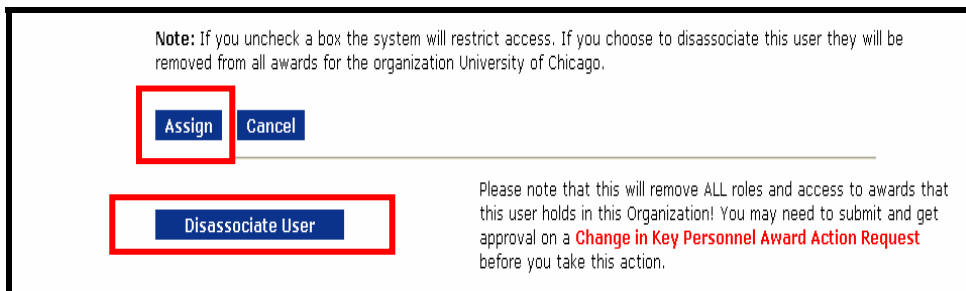 Note: If you uncheck a box the system will restrict access. If you choose to disassociate this user they will be
removed from all awards for the organization University of Chicago.
Assign Cancel
Disassociate User
Please note that this will remove ALL roles and access to awards that
this user holds in this Organization! You may need to submit and get
approval on a Change in Key Personnel Award Action Request
before you take this action.